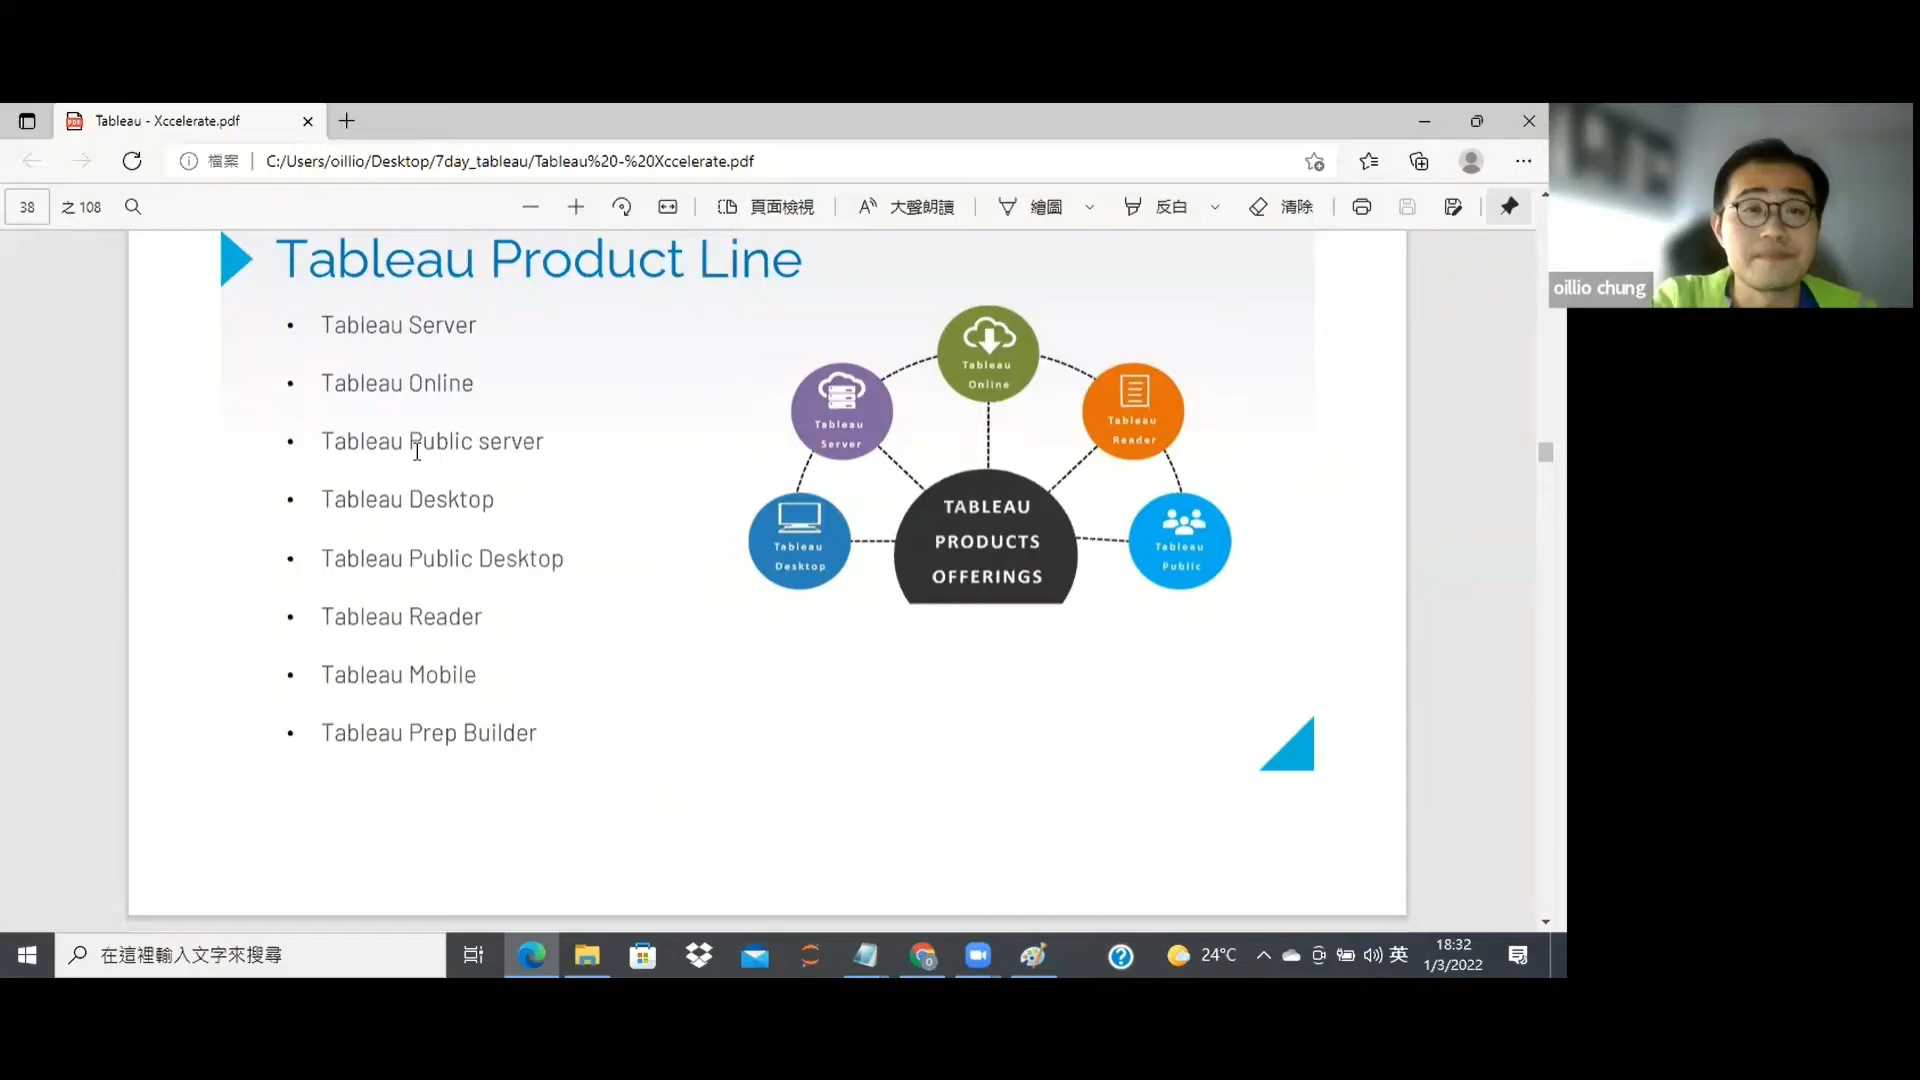 Tableau - Xccelerate.pdf
檔案
C:/Users/oillio/Desktop/7day_tableau/Tableau%20-%20Xccelerate.pdf
38 之 108
頁面檢視
大聲朗讀
繪圖
反白
清除
oillio chung
Tableau Product Line
• Tableau Server
• Tableau Online
• Tableau Public server
• Tableau Desktop
• Tableau Public Desktop
• Tableau Reader
• Tableau Mobile
• Tableau Prep Builder
Tableau
Online
Tableau
Server
Tableau
Reader
Tableau
Desktop
TABLEAU
PRODUCTS
OFFERINGS
Tableau
Public
在這裡輸入文字來搜尋
24°C
英
18:32
1/3/2022